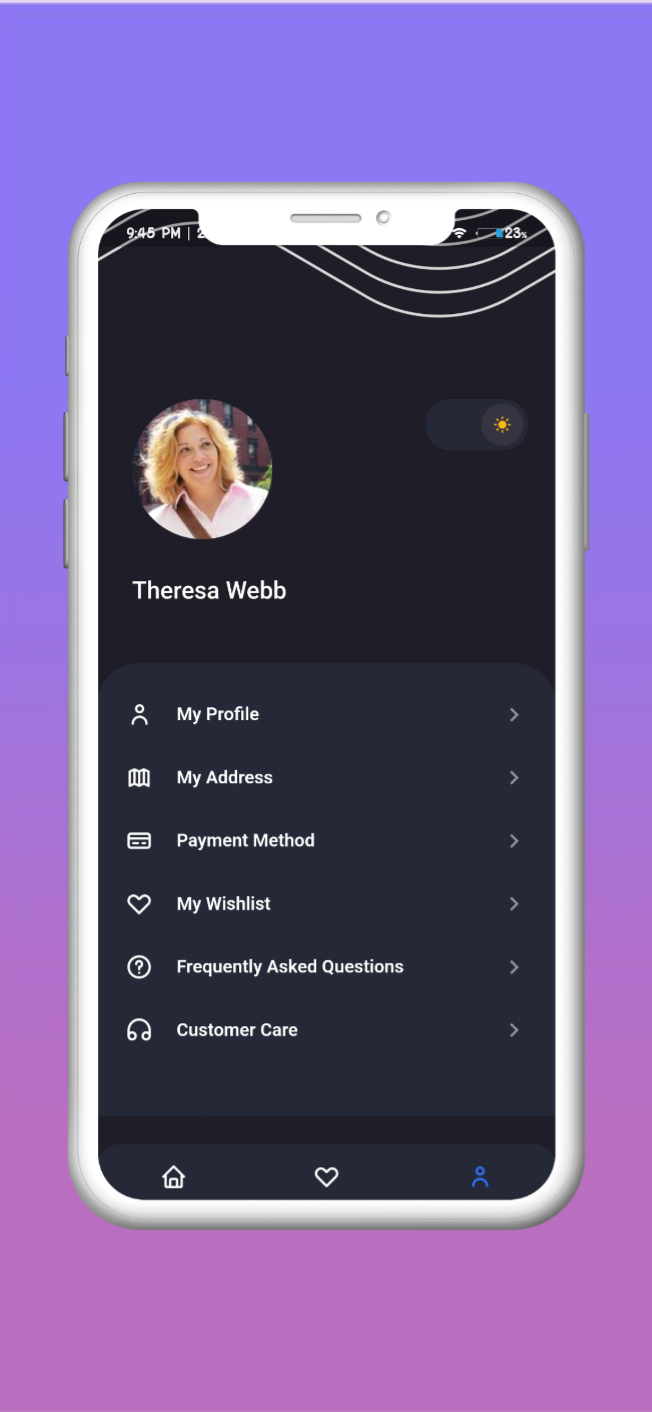 9:45 PM | 2
23%
Theresa Webb
My Profile
My Address
Payment Method
My Wishlist
Frequently Asked Questions
Customer Care